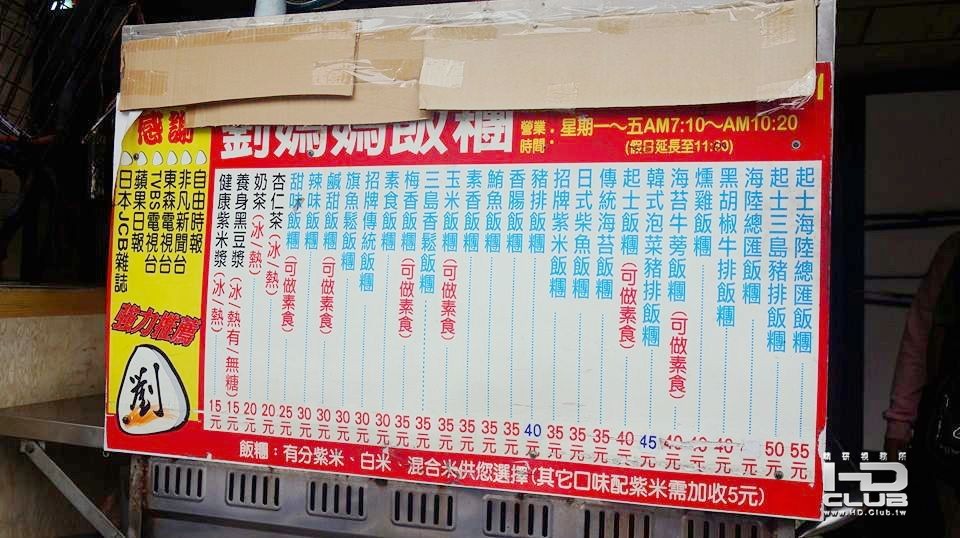 劉媽媽飯糰
營業時間：星期一～五AM7:10～AM10:20
(假日延長至11:30)
起士海陸總匯飯糰 55元
起士三島豬排飯糰 50元
海陸總匯飯糰
黑胡椒牛排飯糰
燻雞飯糰
海苔牛蒡飯糰(可做素食)
韓式泡菜豬排飯糰 45元
起士飯糰(可做素食) 40元
傳統海苔飯糰 35元
日式柴魚飯糰 35元
招牌紫米飯糰 35元
豬排飯糰 40元
香腸飯糰 35元
鮪魚飯糰 35元
素香飯糰 35元
玉米飯糰(可做素食) 35元
三島香鬆飯糰 35元
梅香飯糰(可做素食) 35元
素食飯糰 30元
招牌傳統飯糰 30元
旗魚鬆飯糰 30元
鹹甜飯糰(可做素食) 30元
辣味飯糰 30元
甜味飯糰(可做素食) 25元
杏仁茶(冰/熱) 20元
奶茶(冰/熱) 20元
養身黑豆漿(冰/熱有/無糖) 15元
健康紫米漿(冰/熱) 15元
飯糰：有分紫米、白米、混合米供您選擇(其它口味配紫米需加收5元)
感謝
自由時報
非凡新聞台
東森電視台
TVBS電視台
蘋果日報
日本JCB雜誌
強力推薦
劉
精研視務所
HD CLUB
www.HD.Club.tw